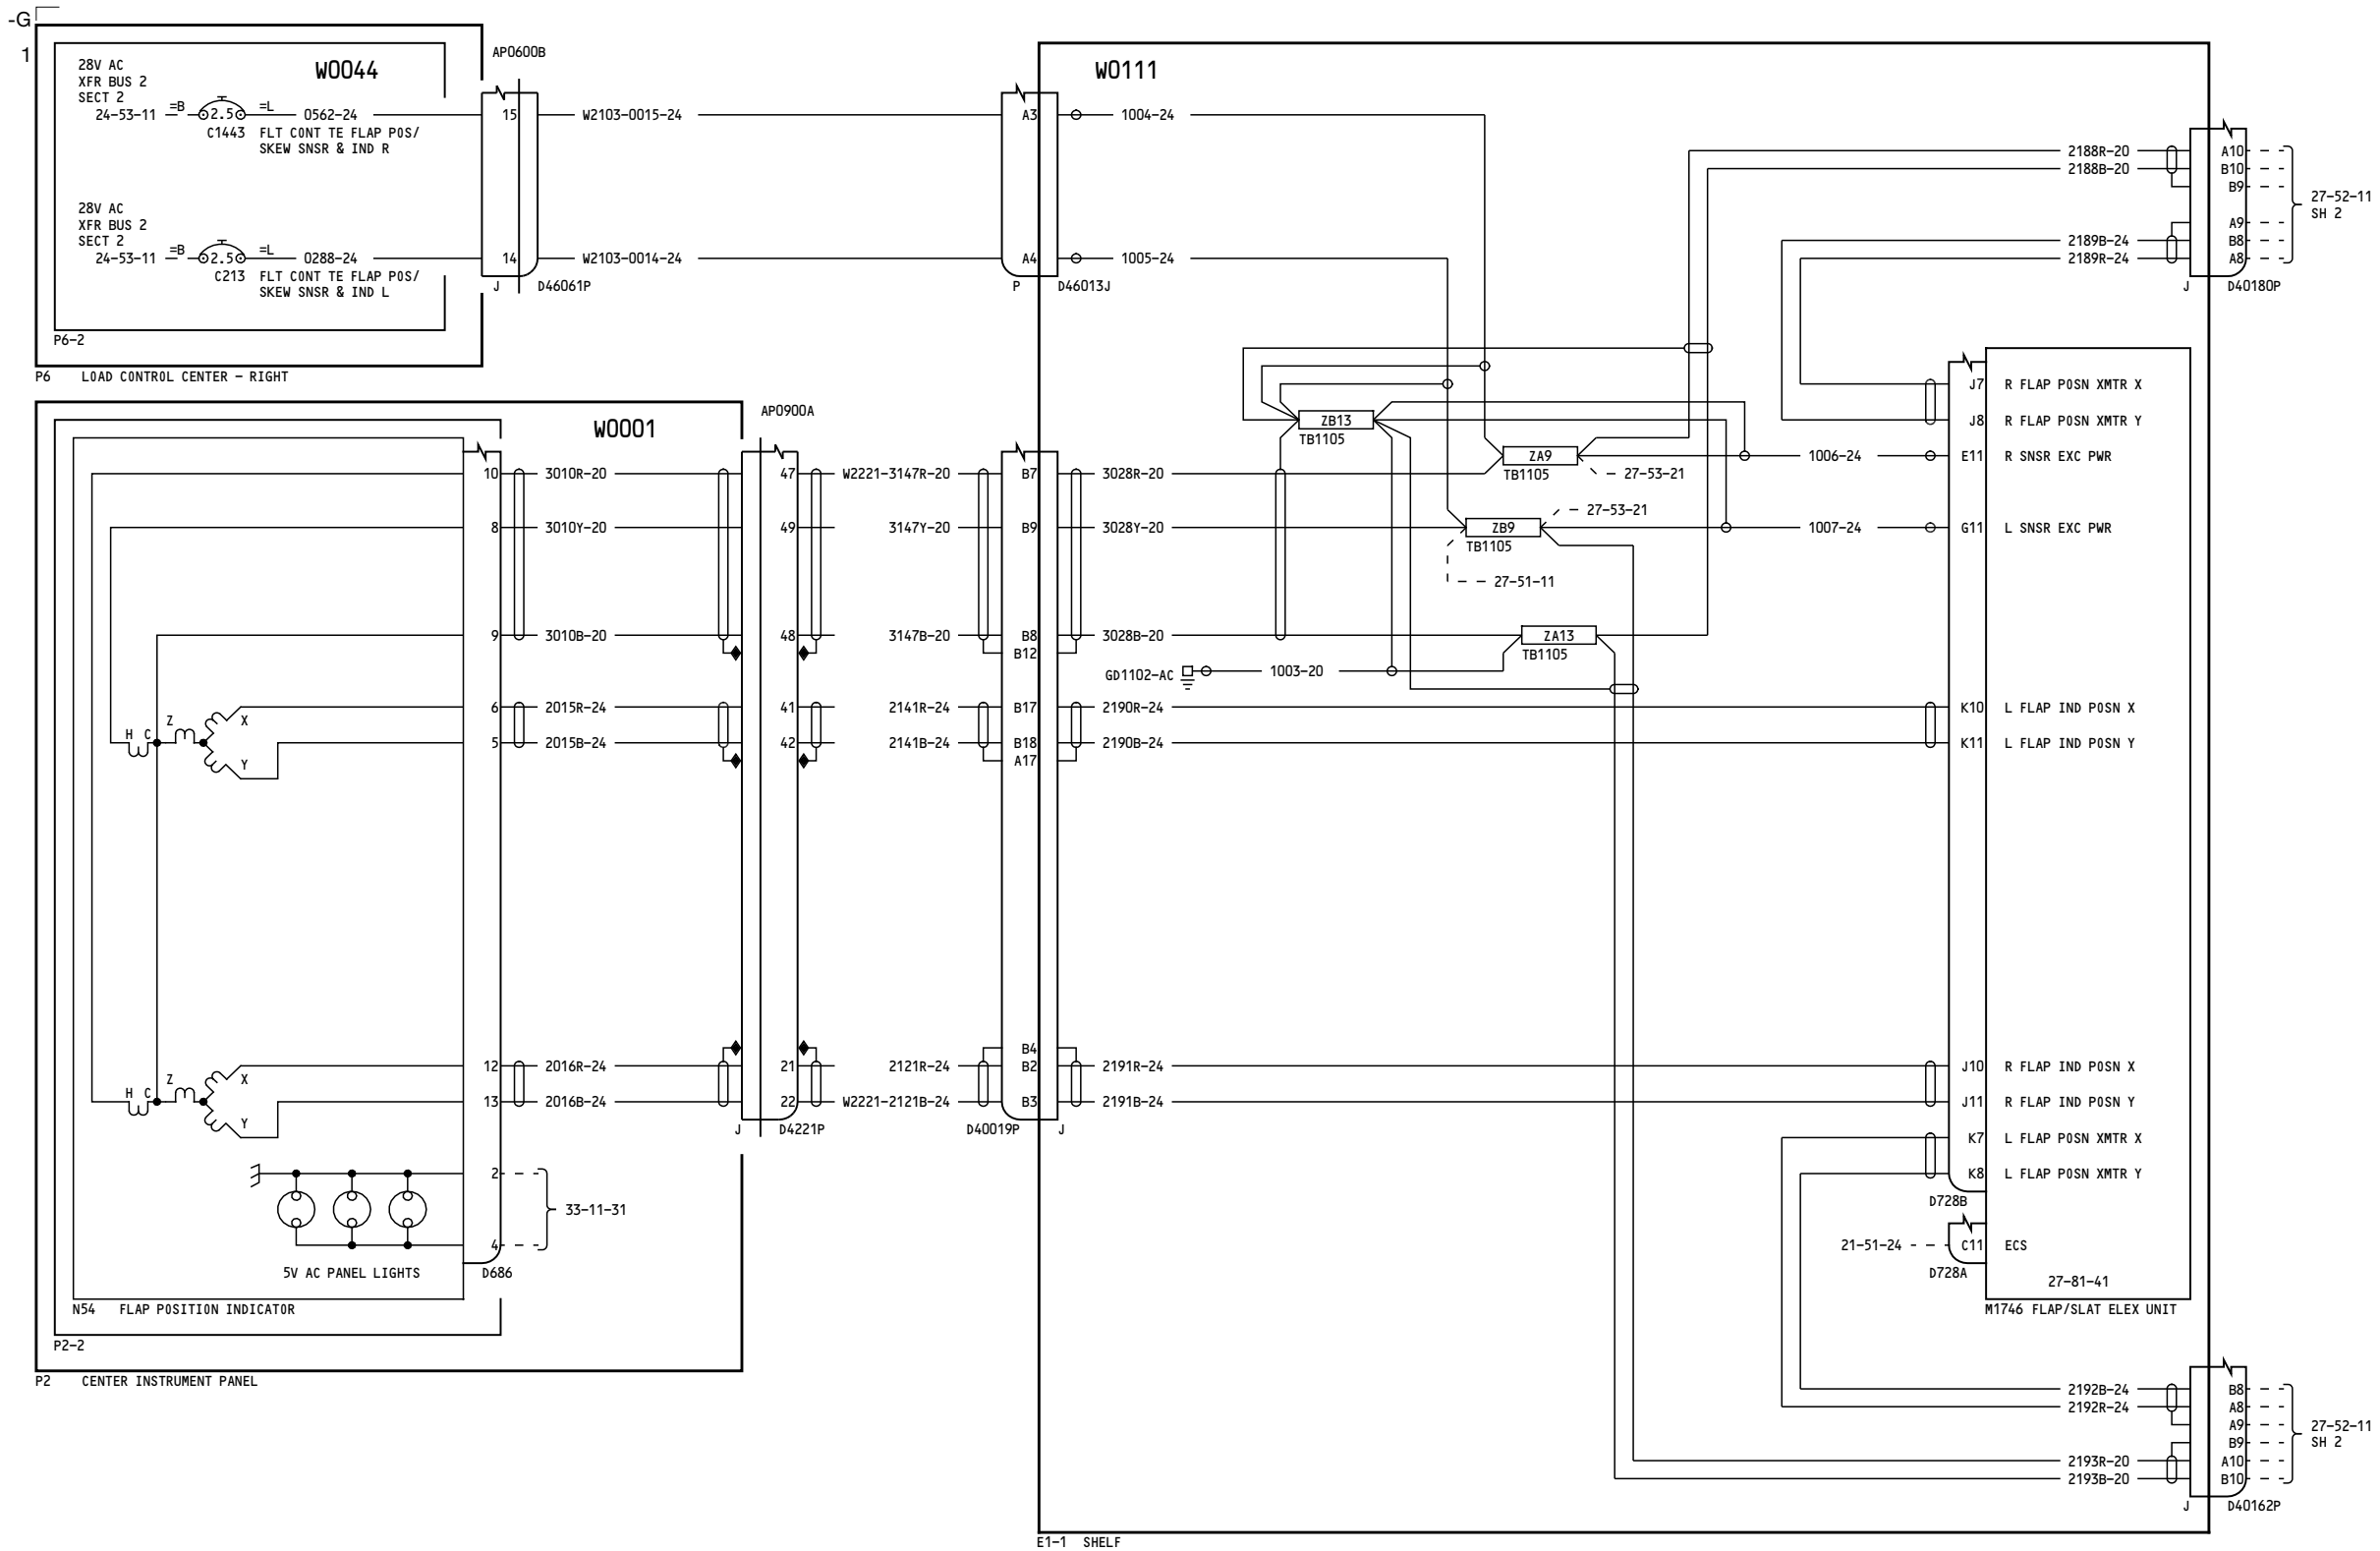 -G
1
28V AC
XFR BUS 2
SECT 2
24-53-11
=B
2.5
=L
0562-24
C1443
FLT CONT TE FLAP POS/
SKEW SNSR & IND R
W0044
28V AC
XFR BUS 2
SECT 2
24-53-11
=B
2.5
=L
0288-24
C213
FLT CONT TE FLAP POS/
SKEW SNSR & IND L
P6-2
P6 LOAD CONTROL CENTER - RIGHT
AP0600B
15
14
J
D46061P
W2103-0015-24
W2103-0014-24
A3
A4
P
D46013J
W0111
1004-24
1005-24
2188R-20
2188B-20
2189B-24
2189R-24
A10
B10
B9
A9
B8
A8
J
D40180P
27-52-11
SH 2
W0001
AP0900A
10
8
9
6
5
12
13
2
4
D686
3010R-20
3010Y-20
3010B-20
2015R-24
2015B-24
2016R-24
2016B-24
33-11-31
H C
Z
X
Y
H C
Z
X
Y
5V AC PANEL LIGHTS
N54 FLAP POSITION INDICATOR
P2-2
P2 CENTER INSTRUMENT PANEL
47
49
48
41
42
21
22
J
D4221P
W2221-3147R-20
3147Y-20
3147B-20
2141R-24
2141B-24
2121R-24
W2221-2121B-24
B7
B9
B8
B12
B17
B18
A17
B4
B2
B3
D40019P
J
3028R-20
3028Y-20
3028B-20
GD1102-AC
1003-20
2190R-24
2190B-24
2191R-24
2191B-24
ZB13
TB1105
ZA9
TB1105
27-53-21
27-53-21
ZB9
TB1105
27-51-11
ZA13
TB1105
1006-24
1007-24
J7 R FLAP POSN XMTR X
J8 R FLAP POSN XMTR Y
E11 R SNSR EXC PWR
G11 L SNSR EXC PWR
K10 L FLAP IND POSN X
K11 L FLAP IND POSN Y
J10 R FLAP IND POSN X
J11 R FLAP IND POSN Y
K7 L FLAP POSN XMTR X
K8 L FLAP POSN XMTR Y
D728B
21-51-24
C11 ECS
D728A
27-81-41
M1746 FLAP/SLAT ELEX UNIT
2192B-24
2192R-24
2193R-20
2193B-20
B8
A8
A9
B9
A10
B10
J
D40162P
27-52-11
SH 2
E1-1 SHELF